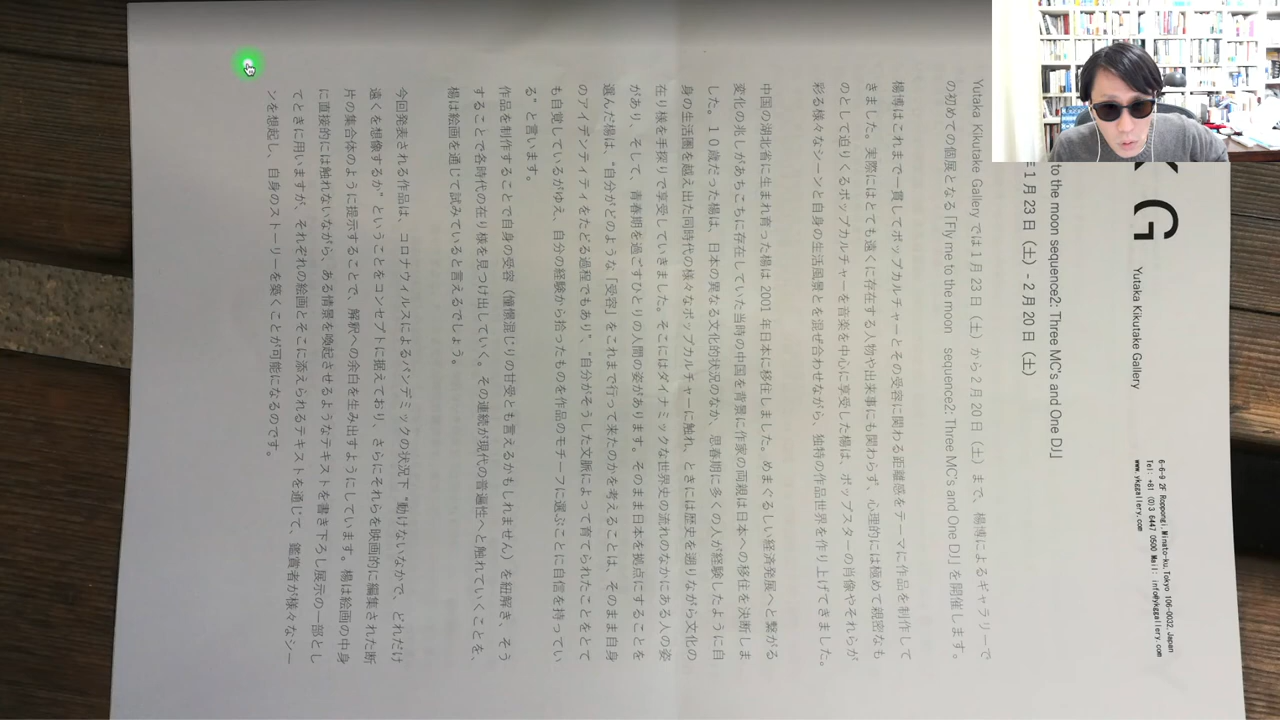 K G
Yutaka Kikutake Gallery
6-6-9 2F Roppongi, Minato-ku, Tokyo 106-0032 Japan
Tel: +81 (0)3 6447 0500 Mail: info@ykggallery.com
www.ykggallery.com
to the moon sequence2: Three MC's and One DJ」
1 月 23 日（土）- 2 月 20 日（土）
Yutaka Kikutake Gallery では 1 月 23 日（土）から 2 月 20 日（土）まで、楊博によるギャラリーで
の初めての個展となる「Fly me to the moon sequence2: Three MC's and One DJ」を開催します。
楊博はこれまで一貫してポップカルチャーとその受容に関わる距離感をテーマに作品を制作して
きました。実際にはとても遠くに存在する人物や出来事にも関わらず、心理的には極めて親密なも
のとして迫りくるポップカルチャーを音楽を中心に享受した楊は、ポップスターの肖像やそれらが
彩る様々なシーンと自身の生活風景とを混ぜ合わせながら、独特の作品世界を作り上げてきました。
中国の湖北省に生まれ育った楊は 2001 年日本に移住しました。めまぐるしい経済発展へと繋がる
変化の兆しがあちこちに存在していた当時の中国を背景に作家の両親は日本への移住を決断しま
した。１０歳だった楊は、日本の異なる文化的状況のなか、思春期に多くの人が経験したように自
身の生活圏を越え出た同時代の様々なポップカルチャーに触れ、ときには歴史を遡りながら文化の
在り様を手探りで享受していきました。そこにはダイナミックな世界史の流れのなかにある人の姿
があり、そして、青春期を過ごすひとりの人間の姿があります。そのまま日本を拠点にすることを
選んだ楊は、“自分がどのような「受容」をこれまで行って来たのかを考えることは、そのまま自身
のアイデンティティをたどる過程でもあり”、“自分がそうした文脈によって育てられたことをとて
も自覚しているがゆえ、自分の経験から拾ったものを作品のモチーフに選ぶことに自信を持ってい
る” と言います。
作品を制作することで自身の受容（憧憬混じりの甘受とも言えるかもしれません）を紐解き、そう
することで各時代の在り様を見つけ出していく。その連続が現代の普遍性へと触れていくことを、
楊は絵画を通じて試みていると言えるでしょう。
今回発表される作品は、コロナウィルスによるパンデミックの状況下 “動けないなかで、どれだけ
遠くを想像するか” ということをコンセプトに据えており、さらにそれらを映画的に編集された断
片の集合体のように提示することで、解釈への余白を生み出すようにしています。楊は絵画の中身
に直接的には触れないながら、ある情景を喚起させるようなテキストを書き下ろし展示の一部とし
てときに用いますが、それぞれの絵画とそこに添えられるテキストを通じて、鑑賞者が様々なシー
ンを想起し、自身のストーリーを築くことが可能になるのです。